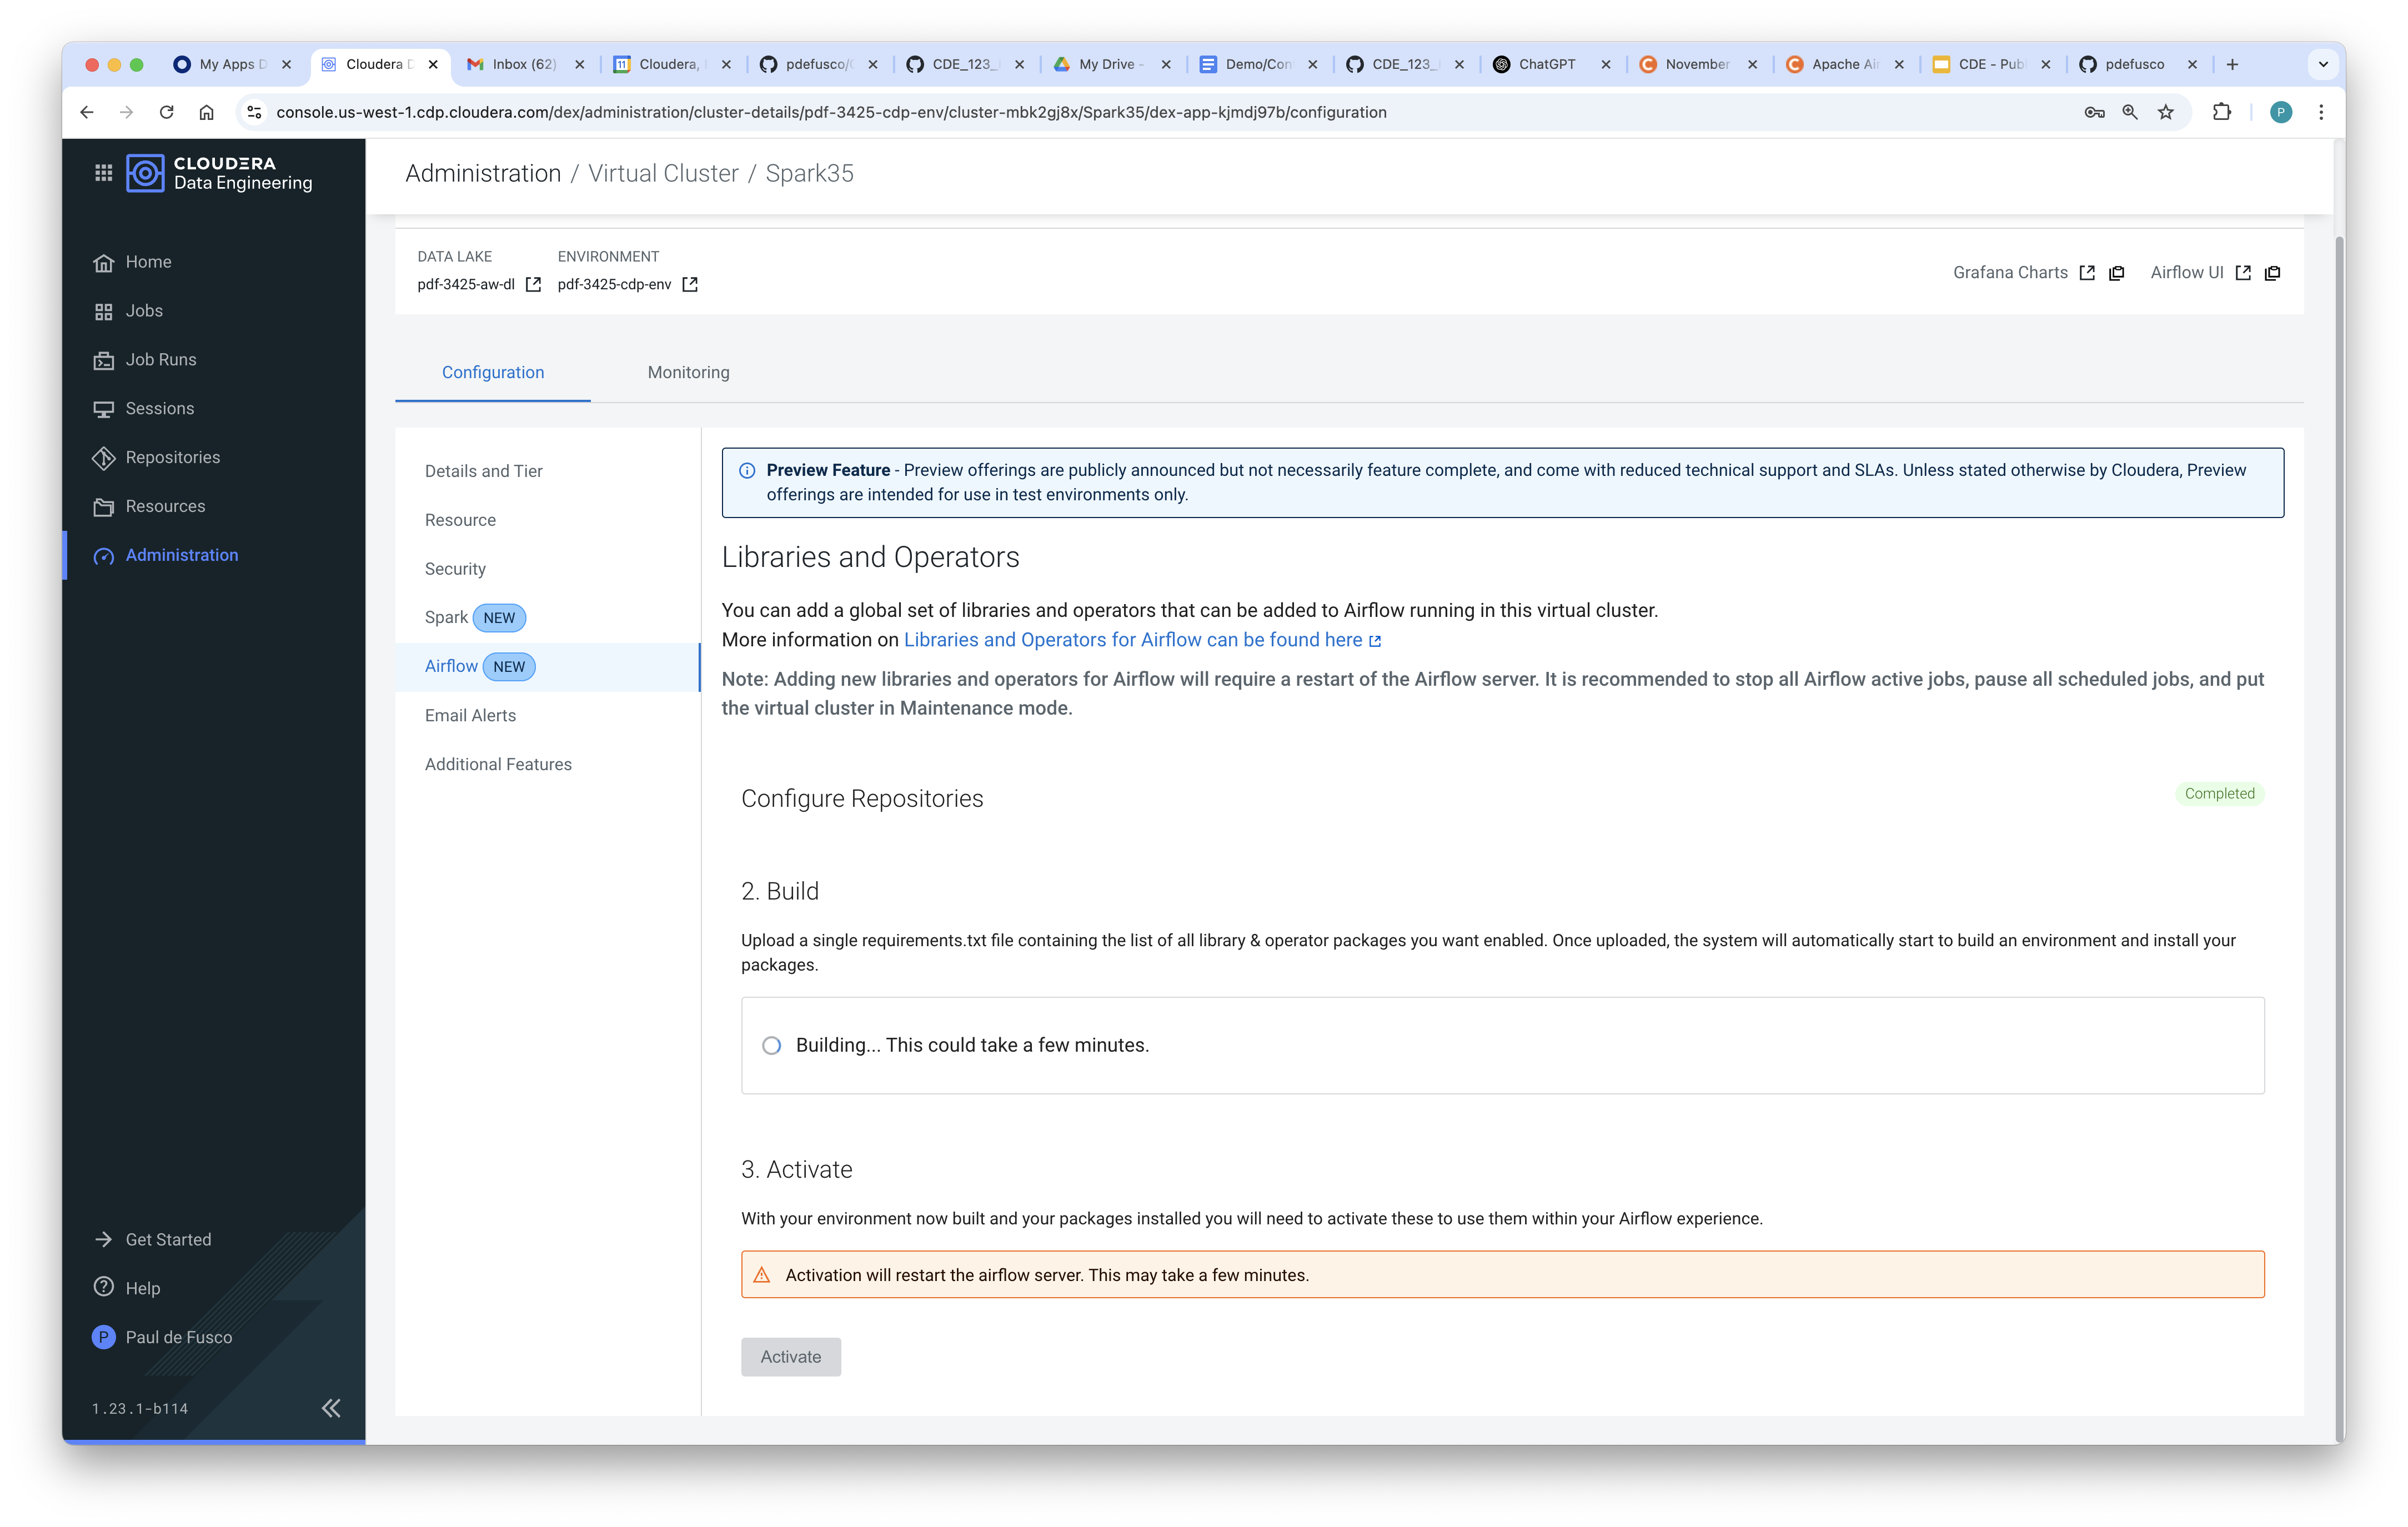 My Apps D
Cloudera D
Inbox (62)
Cloudera,
pdefusco/
CDE_123_
My Drive -
Demo/Con
CDE_123_
ChatGPT
November
Apache Ai
CDE - Pub
pdefusco
console.us-west-1.cdp.cloudera.com/dex/administration/cluster-details/pdf-3425-cdp-env/cluster-mbk2gj8x/Spark35/dex-app-kjmdj97b/configuration
P
CLOUDERA
Data Engineering
Home
Jobs
Job Runs
Sessions
Repositories
Resources
Administration
Get Started
Help
P Paul de Fusco
1.23.1-b114
Administration / Virtual Cluster / Spark35
DATA LAKE ENVIRONMENT
pdf-3425-aw-dl pdf-3425-cdp-env
Grafana Charts Airflow UI
Configuration Monitoring
Details and Tier
Resource
Security
Spark NEW
Airflow NEW
Email Alerts
Additional Features
Preview Feature - Preview offerings are publicly announced but not necessarily feature complete, and come with reduced technical support and SLAs. Unless stated otherwise by Cloudera, Preview
offerings are intended for use in test environments only.
Libraries and Operators
You can add a global set of libraries and operators that can be added to Airflow running in this virtual cluster.
More information on Libraries and Operators for Airflow can be found here
Note: Adding new libraries and operators for Airflow will require a restart of the Airflow server. It is recommended to stop all Airflow active jobs, pause all scheduled jobs, and put
the virtual cluster in Maintenance mode.
Configure Repositories Completed
2. Build
Upload a single requirements.txt file containing the list of all library & operator packages you want enabled. Once uploaded, the system will automatically start to build an environment and install your
packages.
Building... This could take a few minutes.
3. Activate
With your environment now built and your packages installed you will need to activate these to use them within your Airflow experience.
Activation will restart the airflow server. This may take a few minutes.
Activate